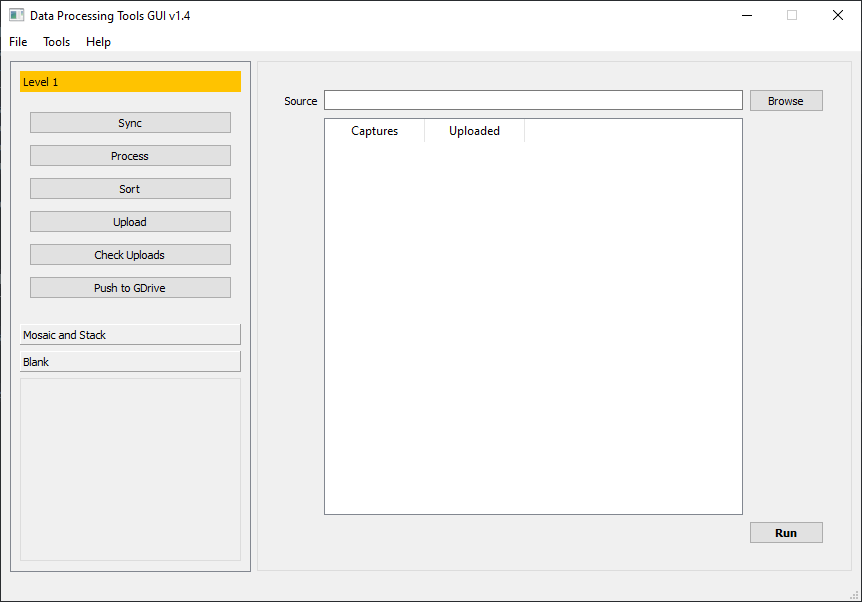 Data Processing Tools GUI v1.4
File Tools Help
Level 1
Sync
Process
Sort
Upload
Check Uploads
Push to GDrive
Mosaic and Stack
Blank
Source
Browse
Captures Uploaded
Run